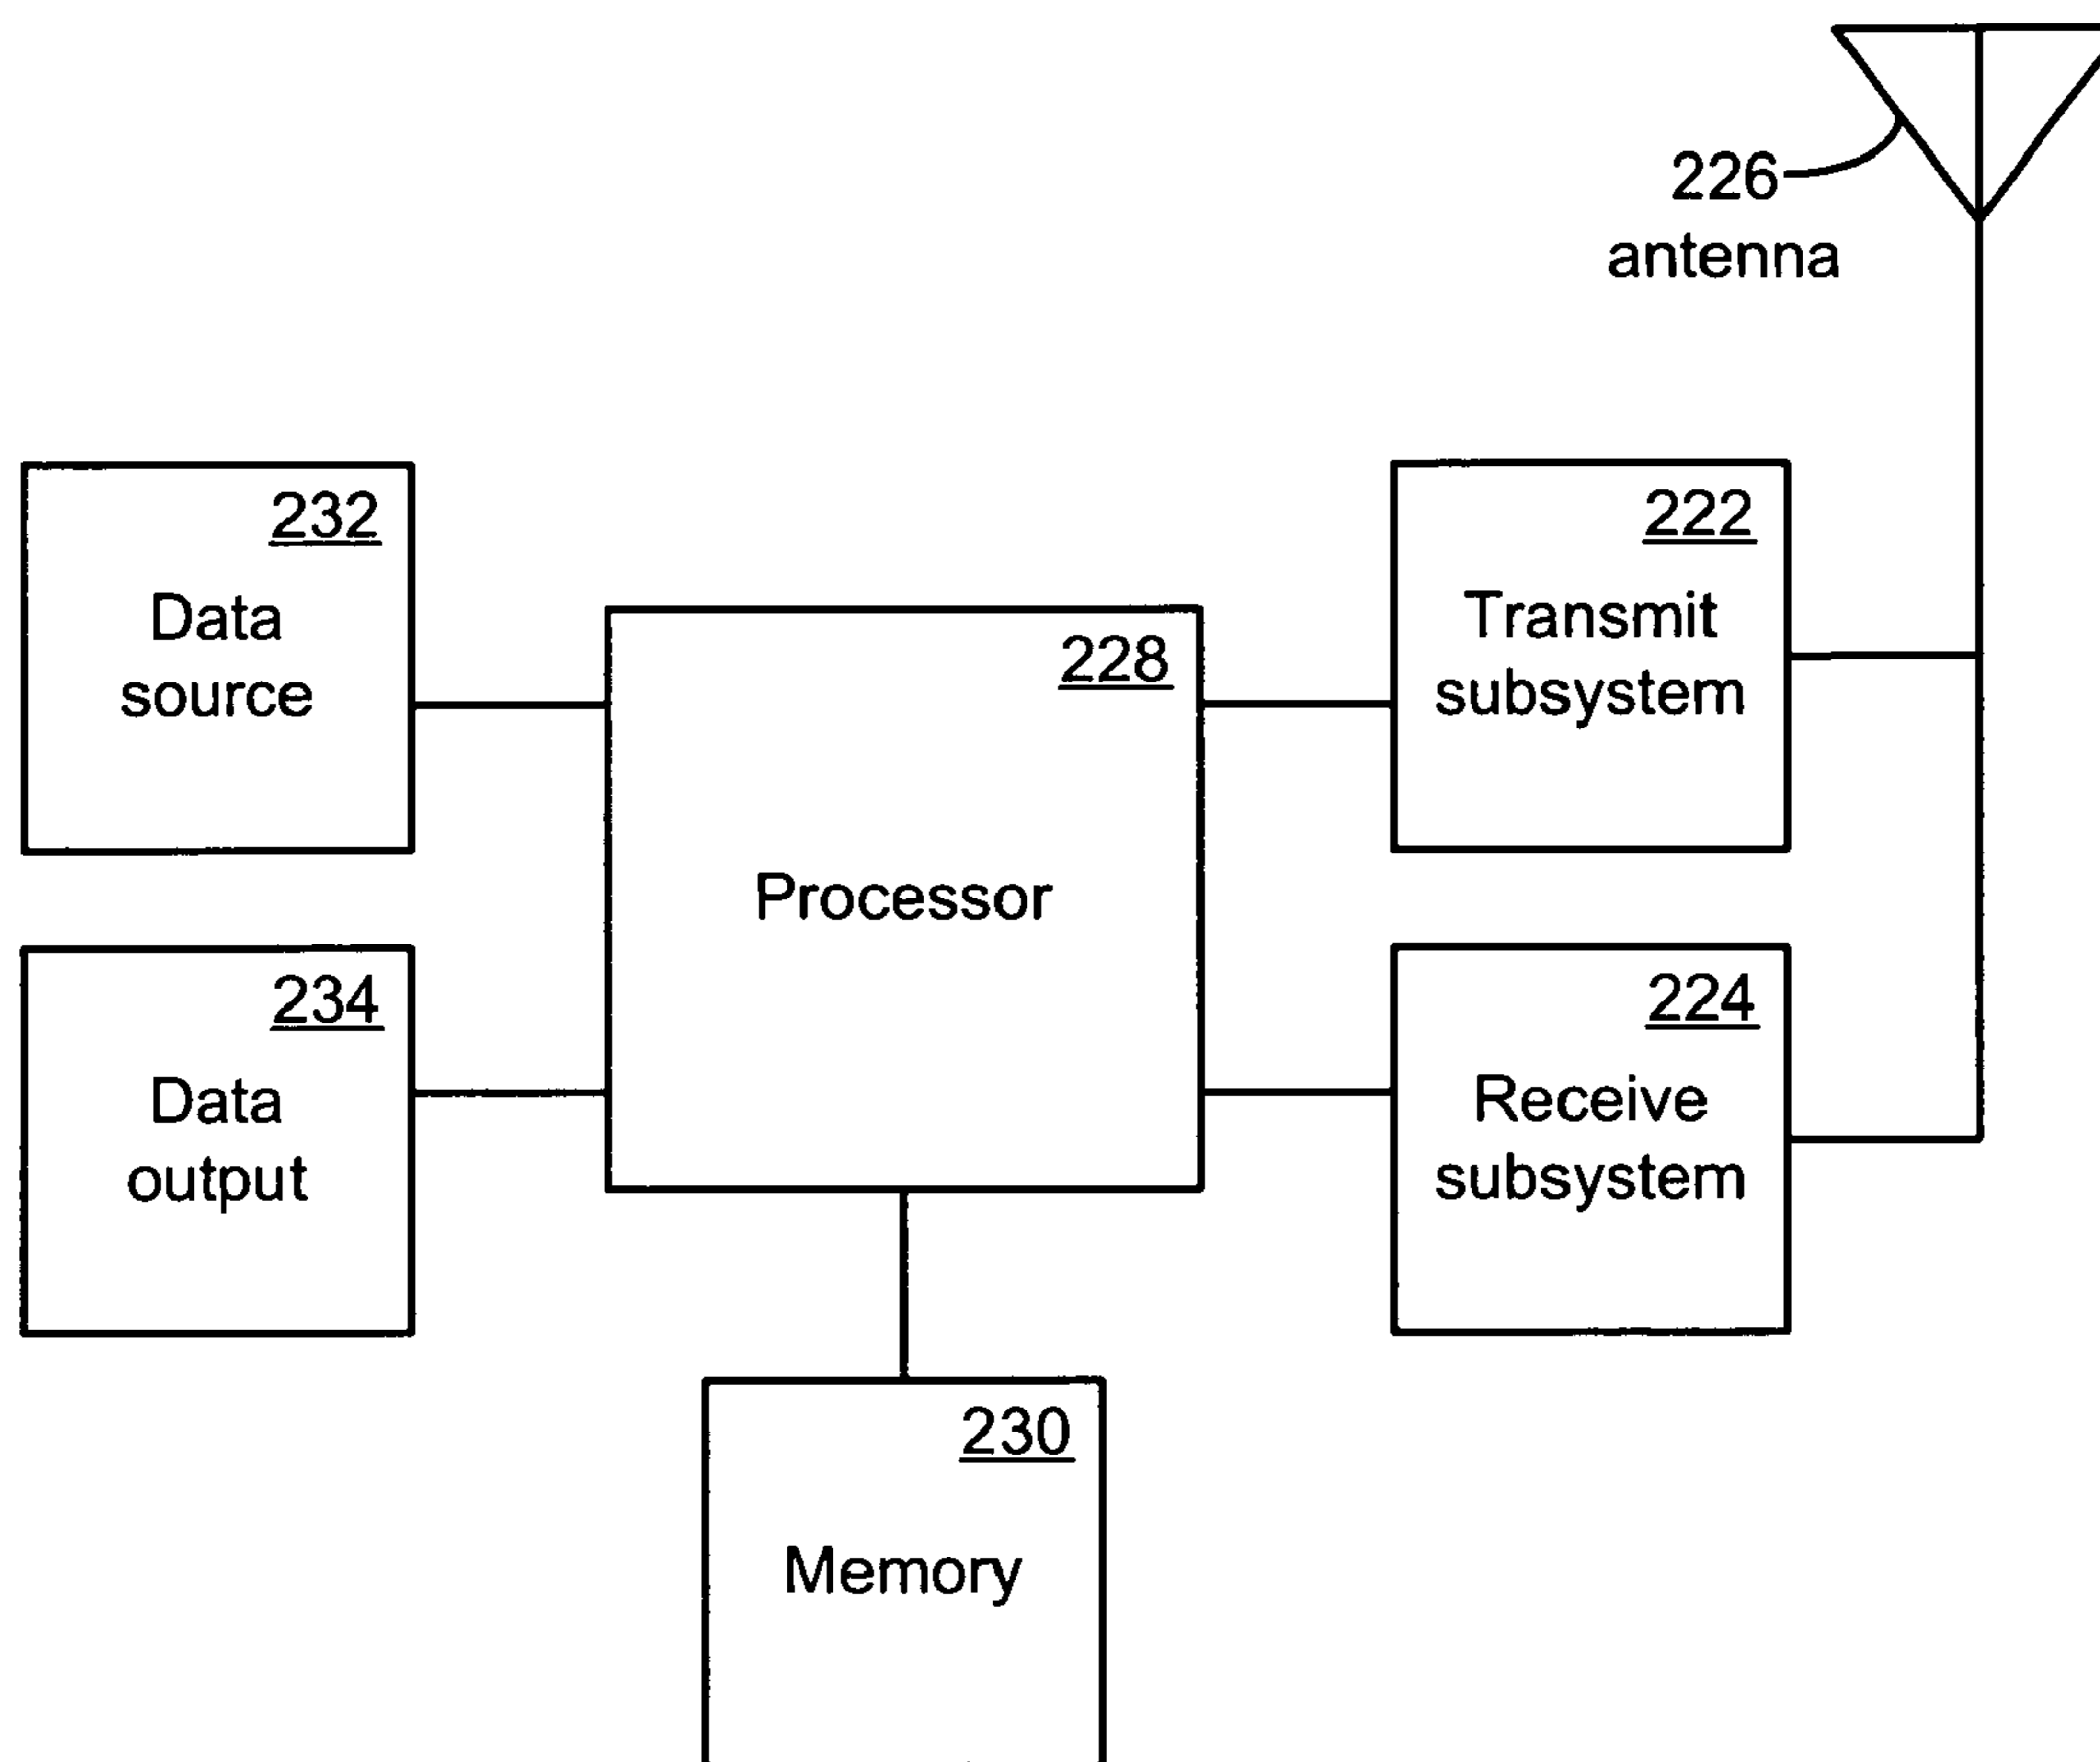 226
antenna
232
Data
source
222
Transmit
subsystem
228
Processor
234
Data
output
224
Receive
subsystem
230
Memory